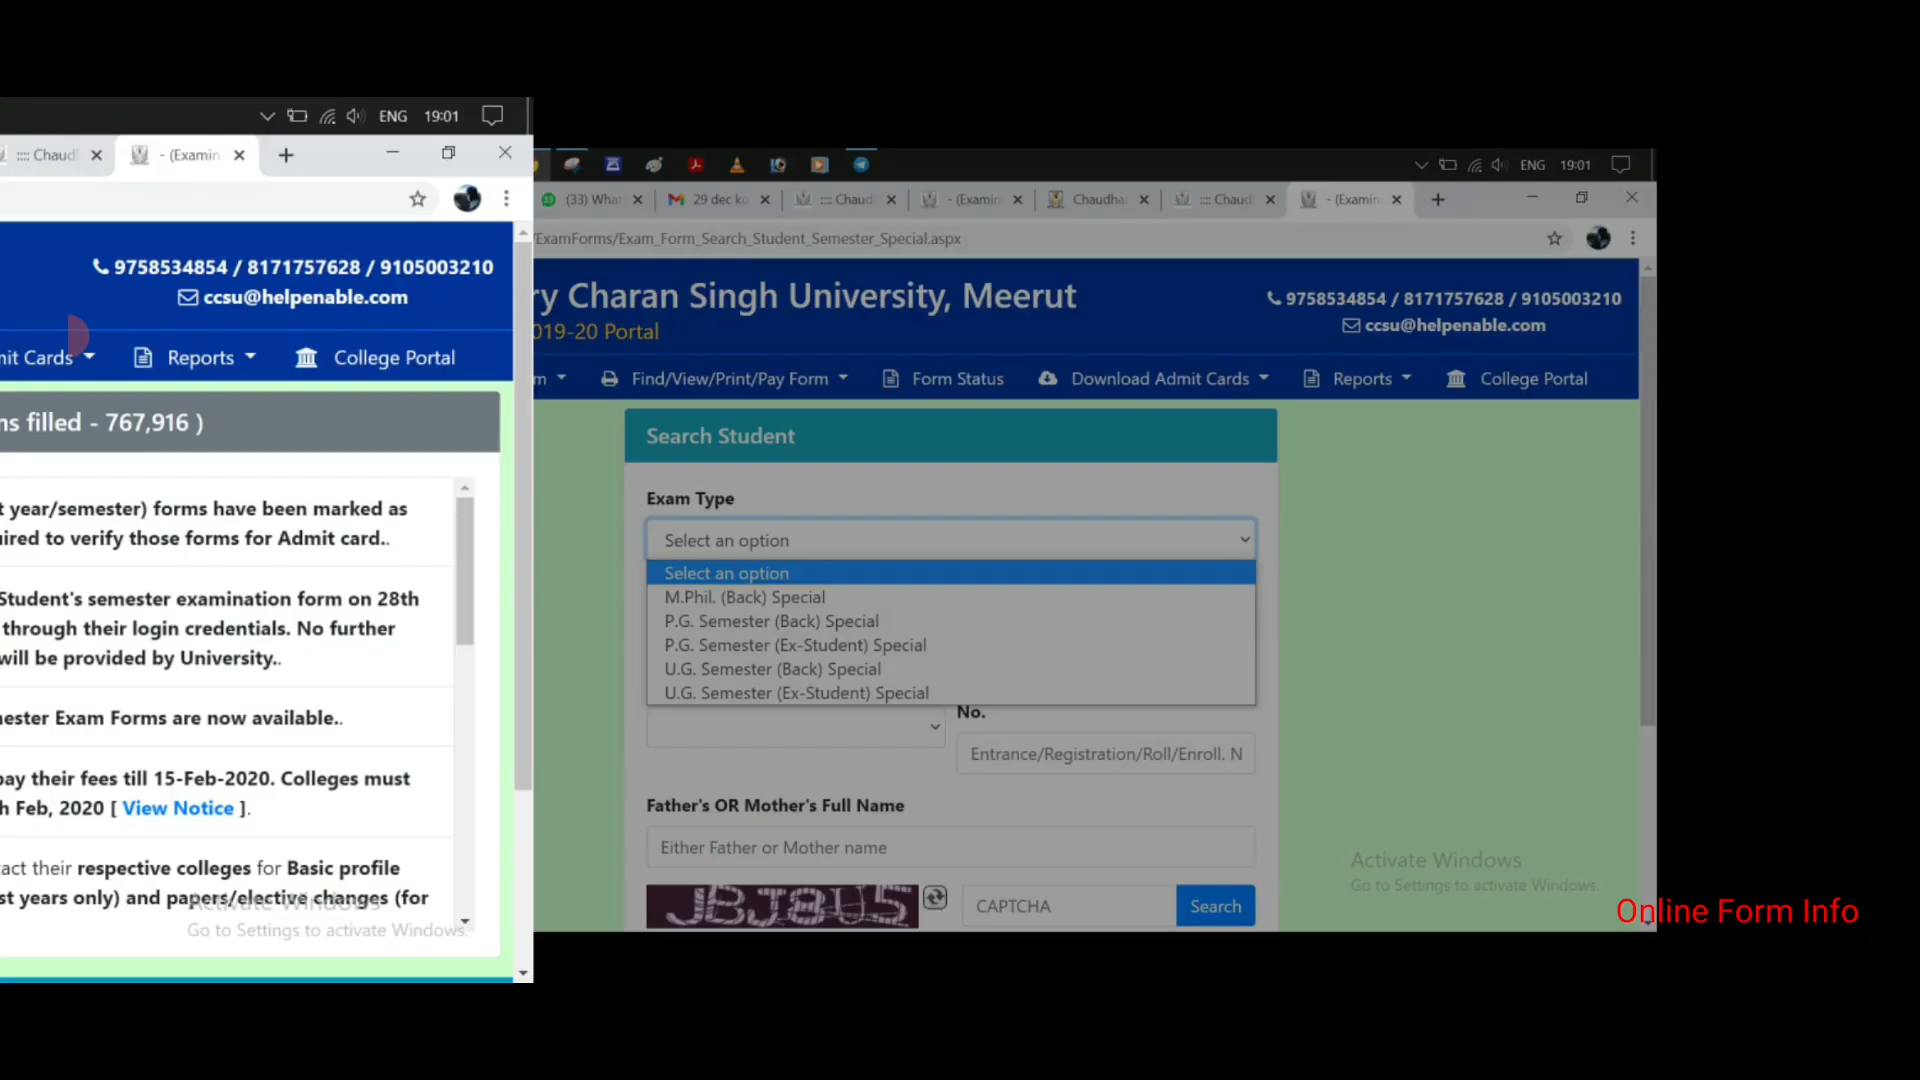 ENG 19:01
:::: Chaud
- (Examin
9758534854 / 8171757628 / 9105003210
ccsu@helpenable.com
mit Cards
Reports
College Portal
ns filled - 767,916 )
t year/semester) forms have been marked as
ired to verify those forms for Admit card..
Student's semester examination form on 28th
through their login credentials. No further
will be provided by University..
nester Exam Forms are now available..
pay their fees till 15-Feb-2020. Colleges must
h Feb, 2020 [ View Notice ].
tact their respective colleges for Basic profile
st years only) and papers/elective changes (for
Activate Windows
Go to Settings to activate Windows.
ENG 19:01
(33) What
29 dec ko
:::: Chaud
- (Examin
Chaudha
:::: Chaud
- (Examin
/ExamForms/Exam_Form_Search_Student_Semester_Special.aspx
ry Charan Singh University, Meerut
019-20 Portal
9758534854 / 8171757628 / 9105003210
ccsu@helpenable.com
m
Find/View/Print/Pay Form
Form Status
Download Admit Cards
Reports
College Portal
Search Student
Exam Type
Select an option
Select an option
M.Phil. (Back) Special
P.G. Semester (Back) Special
P.G. Semester (Ex-Student) Special
U.G. Semester (Back) Special
U.G. Semester (Ex-Student) Special
No.
Entrance/Registration/Roll/Enroll. N
Father's OR Mother's Full Name
Either Father or Mother name
JBJ8U5
CAPTCHA
Search
Activate Windows
Go to Settings to activate Windows.
Online Form Info